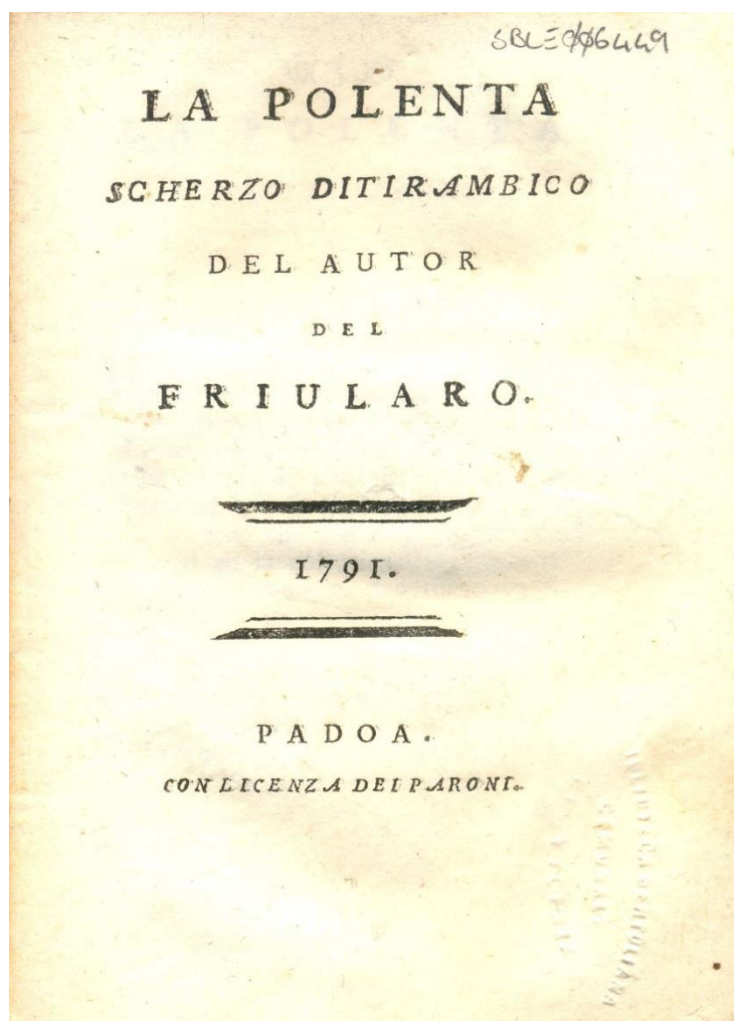 SBLE006449
LA POLENTA
SCHERZO DITIRAMBICO
DEL AUTOR
DEL
FRIULARO.
1791.
PADOA.
CON LICENZA DEI PARONI.